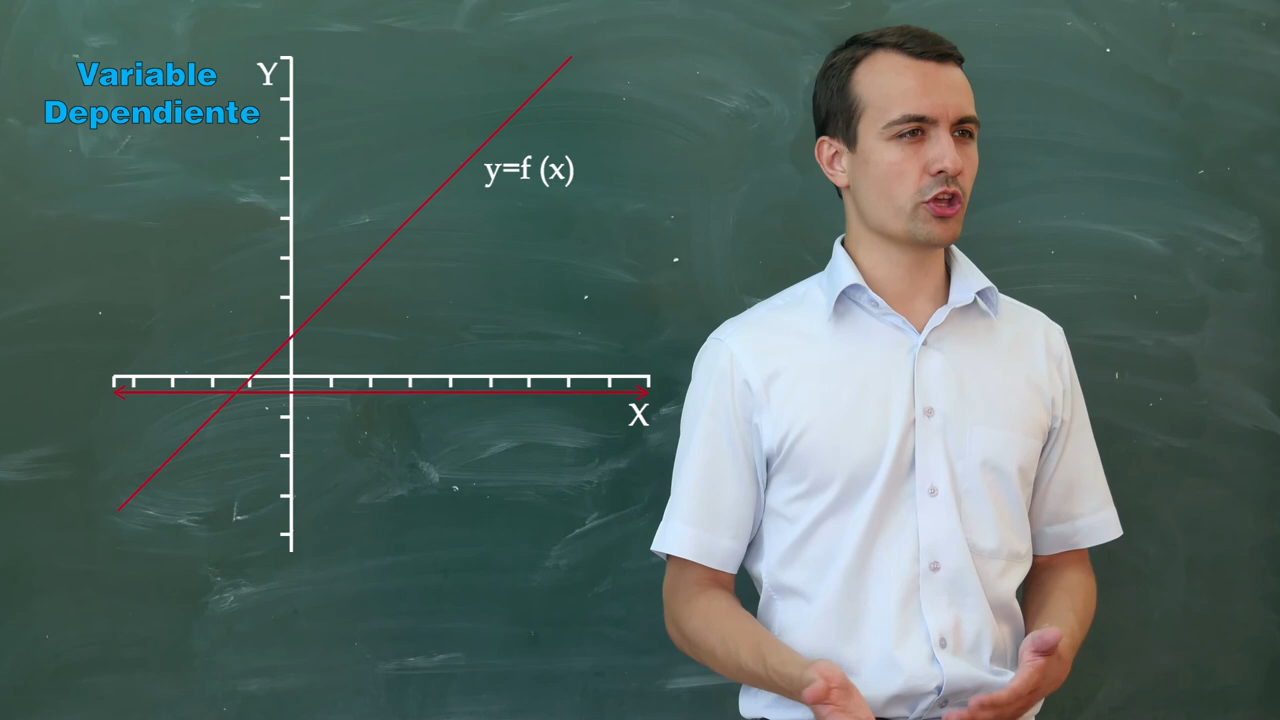 Variable
Dependiente
Y
y=f (x)
X